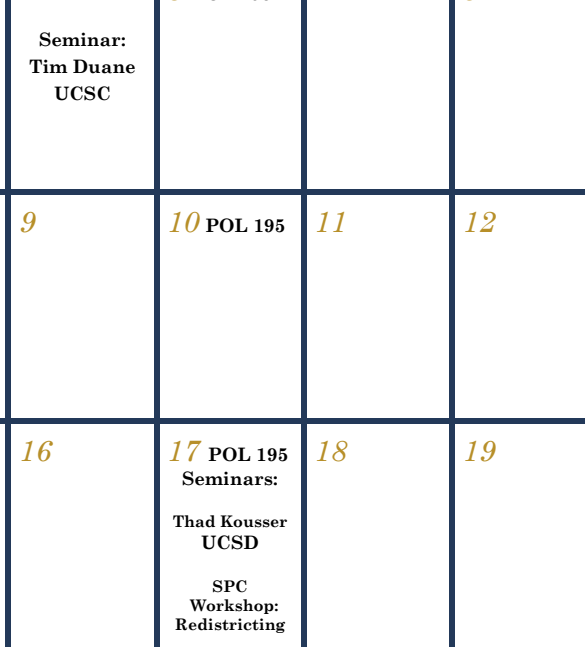 Seminar:
Tim Duane
UCSC
9
10 POL 195
11
12
16
17 POL 195
Seminars:
Thad Kousser
UCSD
SPC
Workshop:
Redistricting
18
19